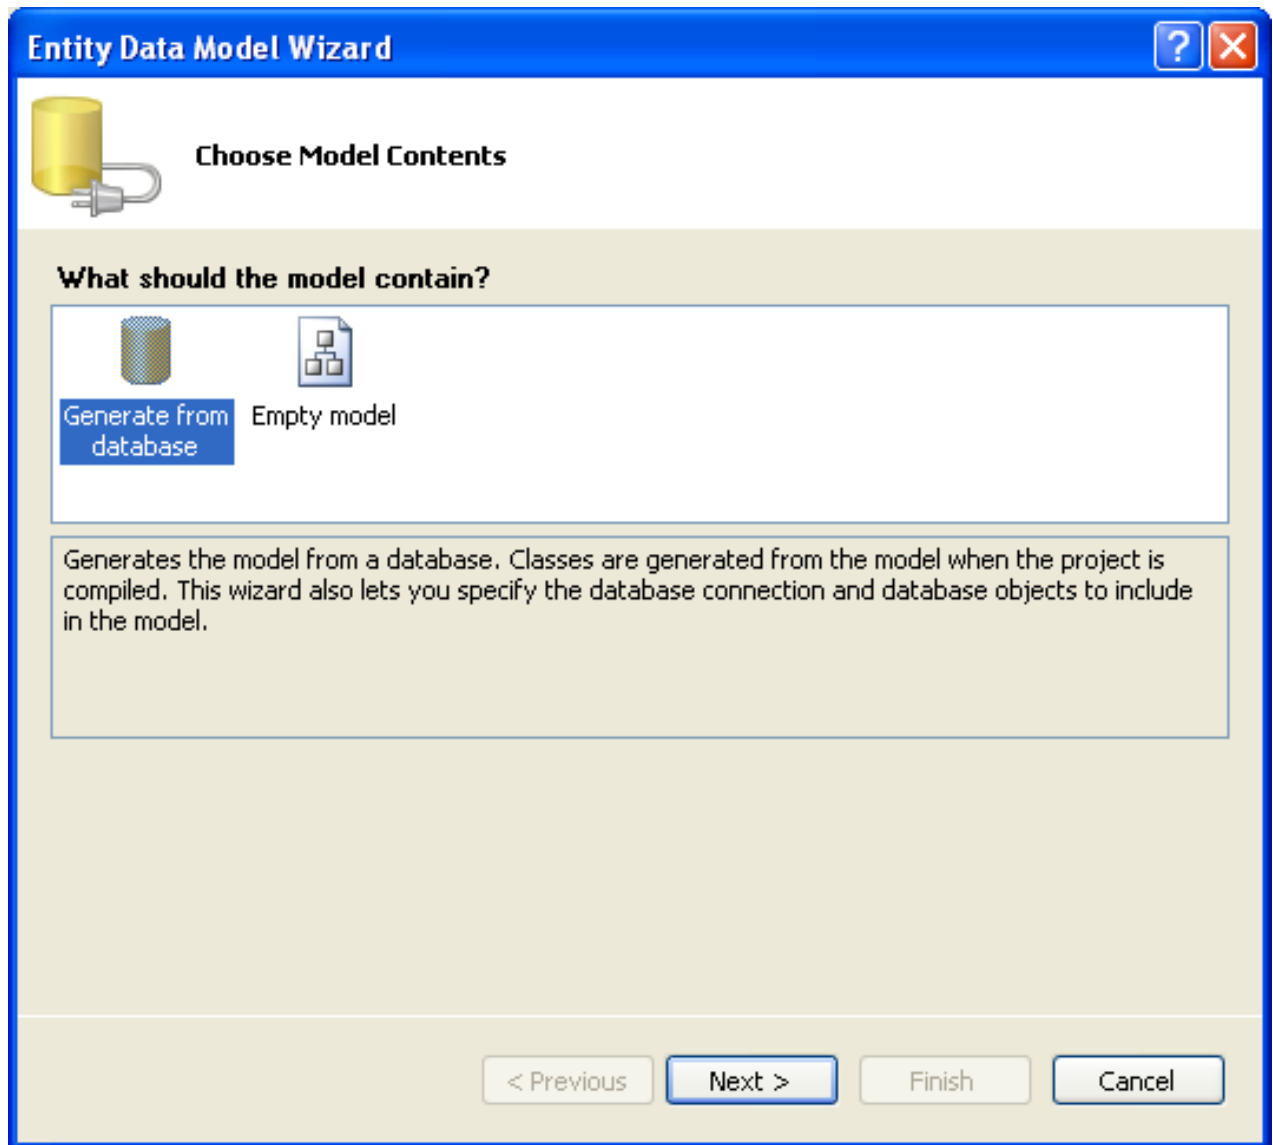 Entity Data Model Wizard
?
Choose Model Contents
What should the model contain?
Generate from
database
Empty model
Generates the model from a database. Classes are generated from the model when the project is
compiled. This wizard also lets you specify the database connection and database objects to include
in the model.
< Previous
Next >
Finish
Cancel